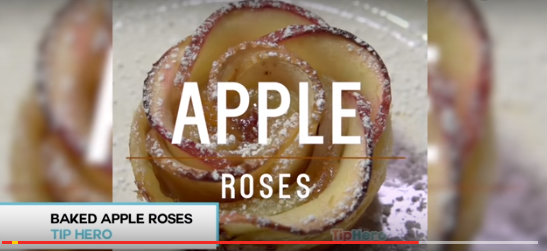 APPLE
ROSES
BAKED APPLE ROSES
TIP HERO
TipHero